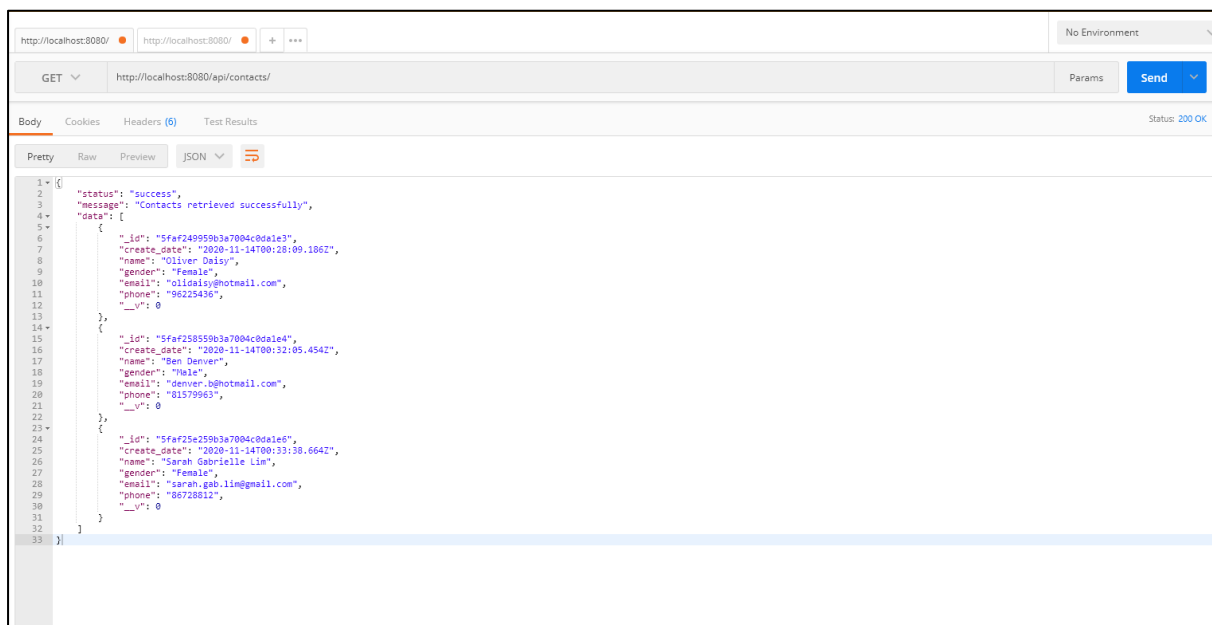 http://localhost:8080/ http://localhost:8080/ + ••• No Environment
GET http://localhost:8080/api/contacts/ Params Send
Body Cookies Headers (6) Test Results Status: 200 OK
Pretty Raw Preview JSON
1 {
2 "status": "success",
3 "message": "Contacts retrieved successfully",
4 "data": [
5 {
6 "_id": "5faf249959b3a7004c0da1e3",
7 "create_date": "2020-11-14T00:28:09.186Z",
8 "name": "Oliver Daisy",
9 "gender": "Female",
10 "email": "olidaisy@hotmail.com",
11 "phone": "96225436",
12 "__v": 0
13 },
14 {
15 "_id": "5faf258559b3a7004c0da1e4",
16 "create_date": "2020-11-14T00:32:05.454Z",
17 "name": "Ben Denver",
18 "gender": "Male",
19 "email": "denver.b@hotmail.com",
20 "phone": "81579963",
21 "__v": 0
22 },
23 {
24 "_id": "5faf25e259b3a7004c0da1e6",
25 "create_date": "2020-11-14T00:33:38.664Z",
26 "name": "Sarah Gabrielle Lim",
27 "gender": "Female",
28 "email": "sarah.gab.lim@gmail.com",
29 "phone": "86728812",
30 "__v": 0
31 }
32 ]
33 }